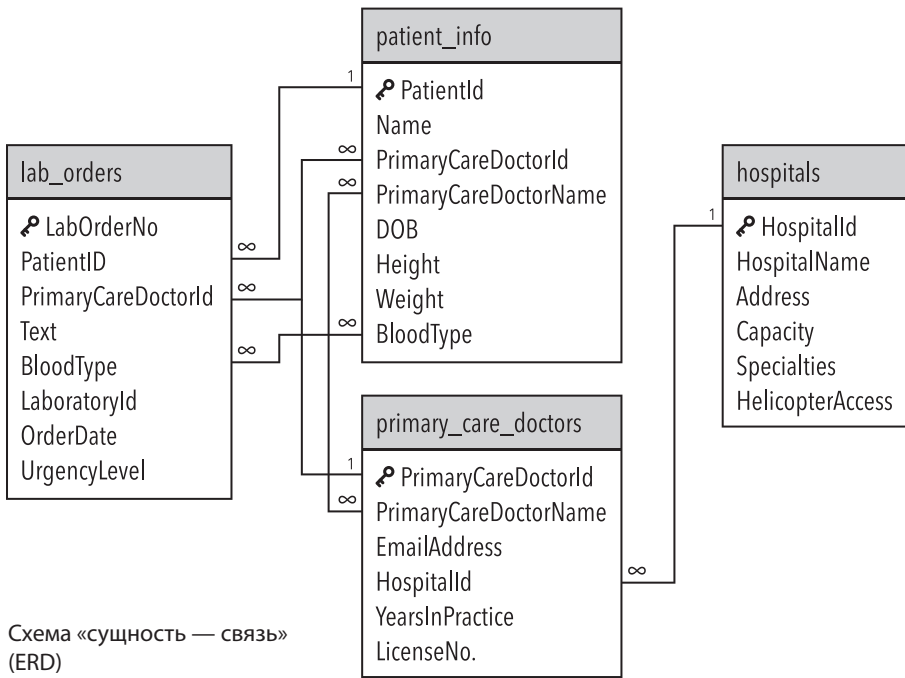 patient_info
PatientId
Name
PrimaryCareDoctorId
PrimaryCareDoctorName
DOB
Height
Weight
BloodType
1
∞
∞
∞
lab_orders
LabOrderNo
PatientID
PrimaryCareDoctorId
Text
BloodType
LaboratoryId
OrderDate
UrgencyLevel
∞
∞
∞
hospitals
HospitalId
HospitalName
Address
Capacity
Specialties
HelicopterAccess
1
primary_care_doctors
PrimaryCareDoctorId
PrimaryCareDoctorName
EmailAddress
HospitalId
YearsInPractice
LicenseNo.
1
∞
∞
Схема «сущность — связь»
(ERD)